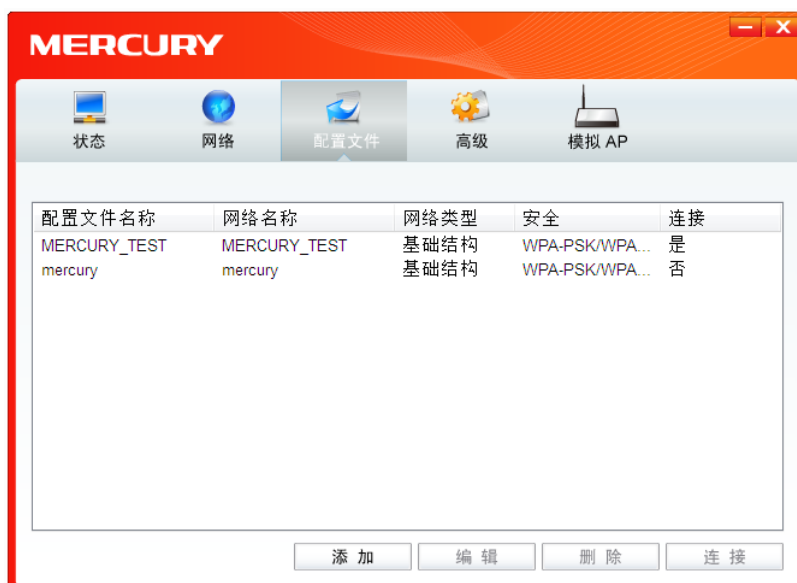 MERCURY
状态 网络 配置文件 高级 模拟 AP
配置文件名称 网络名称 网络类型 安全 连接
MERCURY_TEST MERCURY_TEST 基础结构 WPA-PSK/WPA... 是
mercury mercury 基础结构 WPA-PSK/WPA... 否
添加 编辑 删除 连接